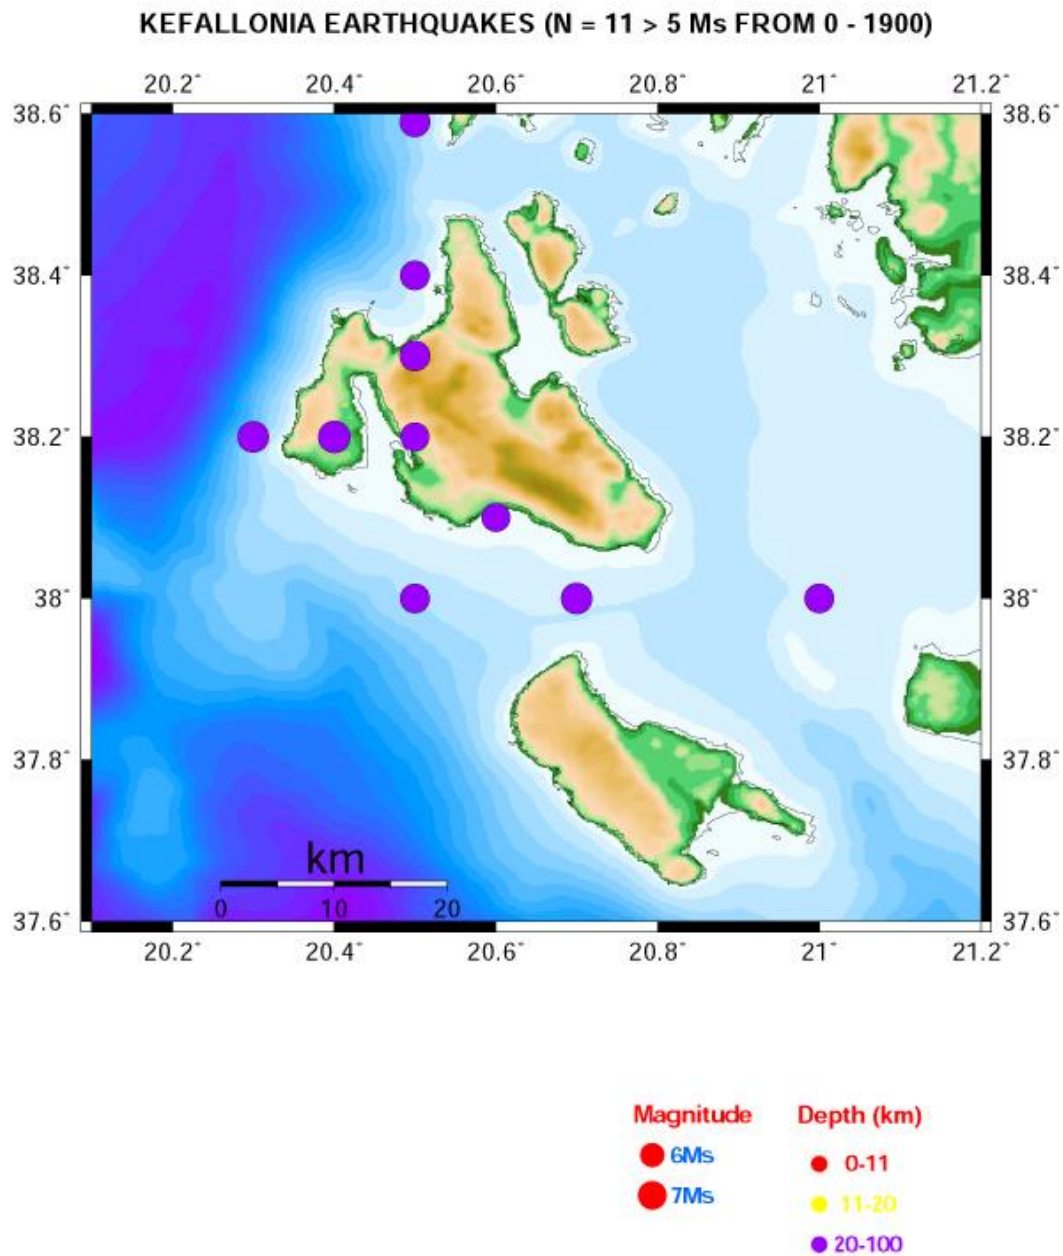 KEFALLONIA EARTHQUAKES (N = 11 > 5 Ms FROM 0 - 1900)
20.2° 20.4° 20.6° 20.8° 21° 21.2°
38.6° 38.6°
38.4° 38.4°
38.2° 38.2°
38° 38°
37.8° 37.8°
km
0 10 20
37.6° 37.6°
20.2° 20.4° 20.6° 20.8° 21° 21.2°
Magnitude Depth (km)
6Ms 0-11
7Ms 11-20
20-100